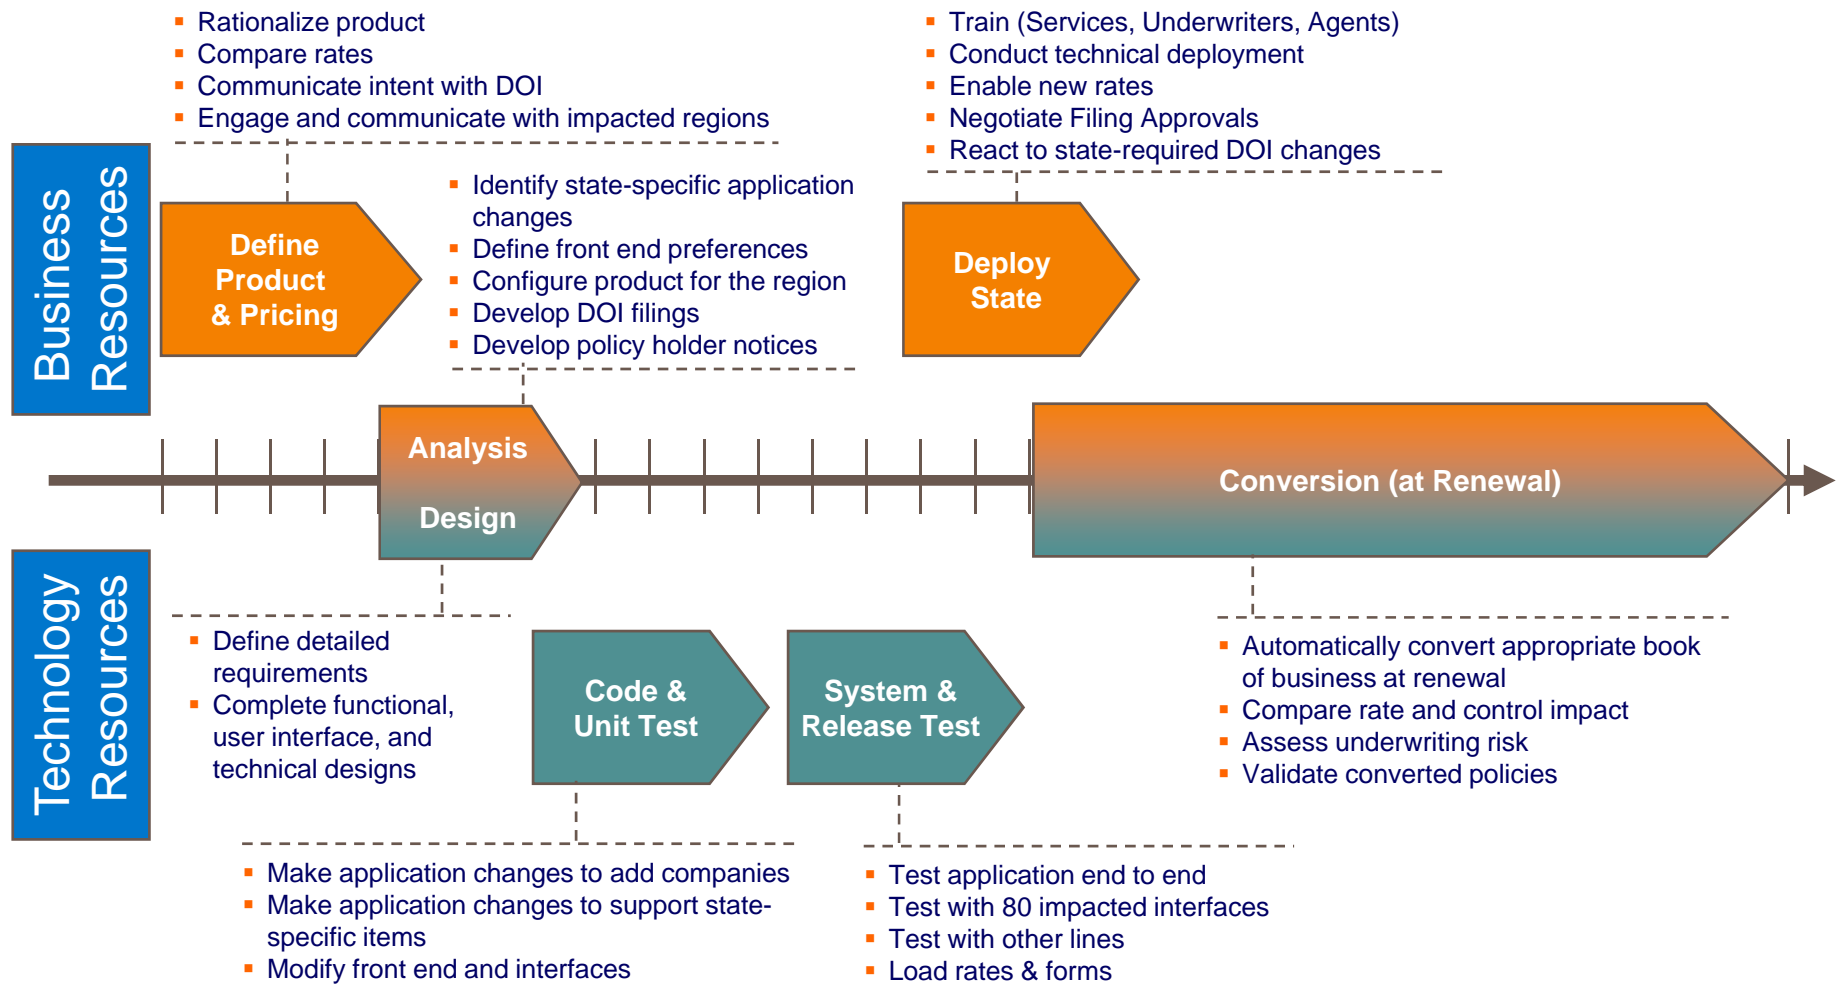 ▪ Rationalize product
▪ Compare rates
▪ Communicate intent with DOI
▪ Engage and communicate with impacted regions
▪ Train (Services, Underwriters, Agents)
▪ Conduct technical deployment
▪ Enable new rates
▪ Negotiate Filing Approvals
▪ React to state-required DOI changes
Business
Resources
Define
Product
& Pricing
▪ Identify state-specific application
changes
▪ Define front end preferences
▪ Configure product for the region
▪ Develop DOI filings
▪ Develop policy holder notices
Deploy
State
Analysis
Design
Conversion (at Renewal)
Technology
Resources
▪ Define detailed
requirements
▪ Complete functional,
user interface, and
technical designs
Code &
Unit Test
System &
Release Test
▪ Automatically convert appropriate book
of business at renewal
▪ Compare rate and control impact
▪ Assess underwriting risk
▪ Validate converted policies
▪ Make application changes to add companies
▪ Make application changes to support state-
specific items
▪ Modify front end and interfaces
▪ Test application end to end
▪ Test with 80 impacted interfaces
▪ Test with other lines
▪ Load rates & forms